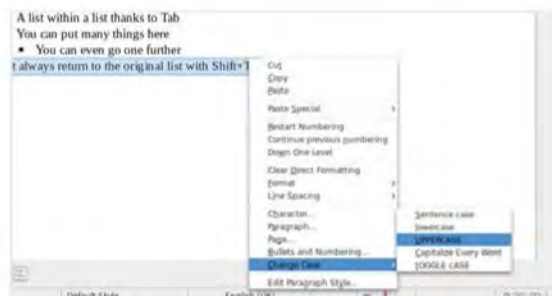 A list within a list thanks to Tab
You can put many things here
• You can even go one further
t always return to the original list with Shift+T
Cut
Copy
Paste
Paste Special
Restart Numbering
Continue previous numbering
Down One Level
Clear Direct Formatting
Format
Line Spacing
Character...
Paragraph...
Page...
Bullets and Numbering...
Change Case
Edit Paragraph Style...
Sentence case
lowercase
UPPERCASE
Capitalize Every Word
tOGGLE cASE
Default Style
English (UK)